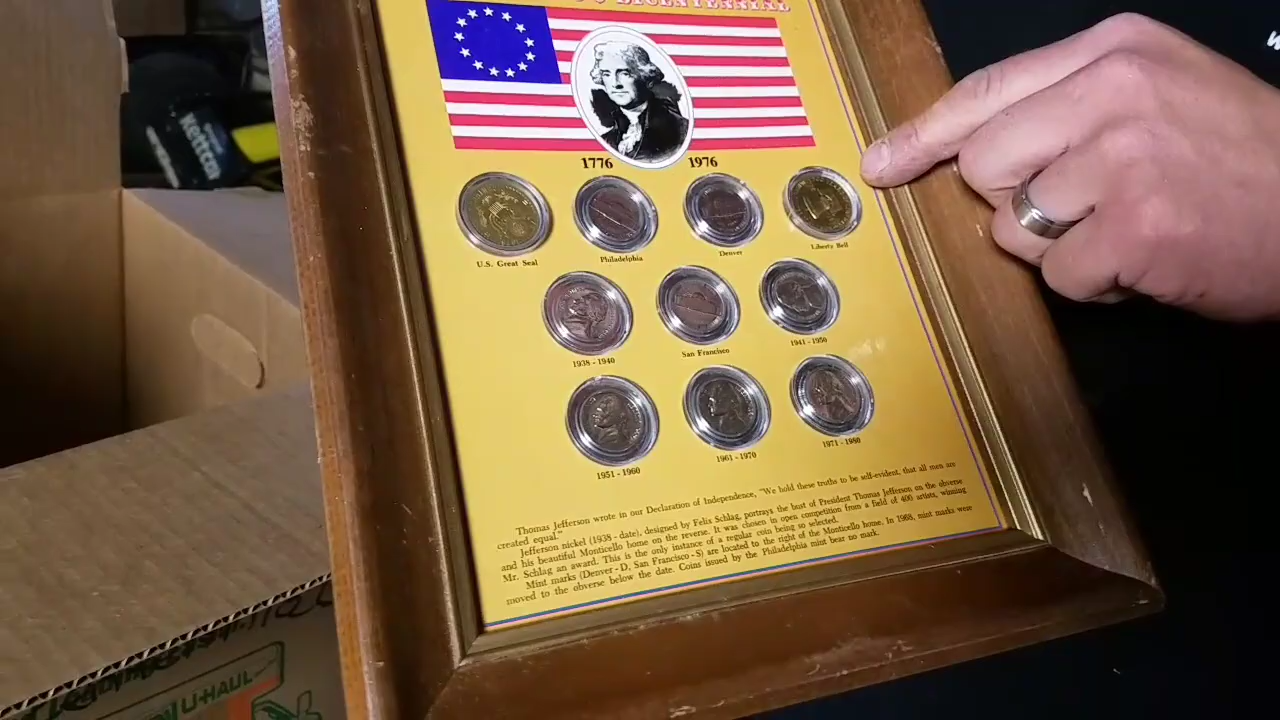 BICENTENNIAL
1776 1976
U.S. Great Seal Philadelphia Denver Liberty Bell
1938 - 1940 San Francisco 1941 - 1950
1951 - 1960 1961 - 1970 1971 - 1980
Thomas Jefferson wrote in our Declaration of Independence, "We hold these truths to be self-evident, that all men are
created equal."
Jefferson nickel (1938 - date), designed by Felix Schlag, portrays the bust of President Thomas Jefferson on the obverse
and his beautiful Monticello home on the reverse. It was chosen in open competition from a field of 400 artists, winning
Mr. Schlag an award. This is the only instance of a regular coin being so selected.
Mint marks (Denver - D, San Francisco - S) are located to the right of the Monticello home. In 1968, mint marks were
moved to the obverse below the date. Coins issued by the Philadelphia mint bear no mark.
U-HAUL